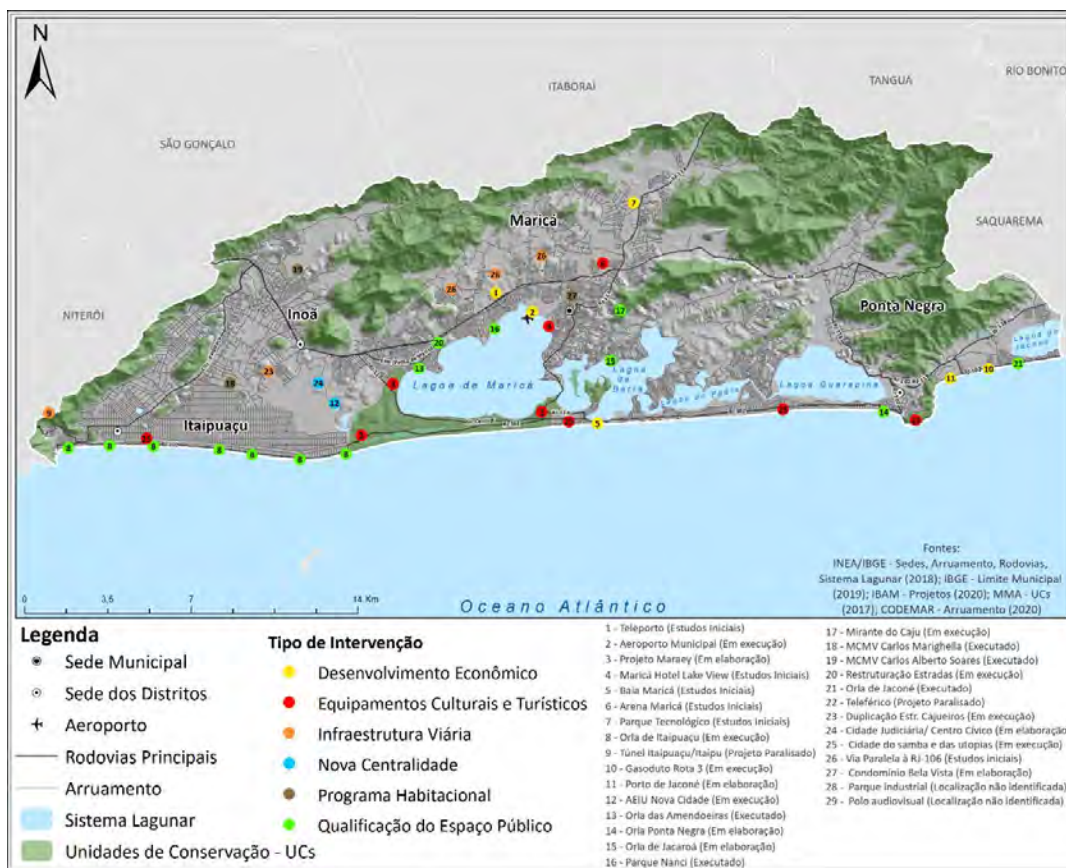 N
RIO BONITO
TANGUÁ
ITABORAÍ
SÃO GONÇALO
SAQUAREMA
NITERÓI
Maricá
Inoã
Ponta Negra
Itaipuaçu
Lagoa de Maricá
Lagoa Guarapina
Fontes:
INEA/IBGE - Sedes, Arruamento, Rodovias,
Sistema Lagunar (2018); IBGE - Limite Municipal
(2019); IBAM - Projetos (2020); MMA - UCs
(2017); CODEMAR - Arruamento (2020)
0 3,5 7 14 Km
Oceano Atlântico
Legenda
Sede Municipal
Sede dos Distritos
Aeroporto
Rodovias Principais
Arruamento
Sistema Lagunar
Unidades de Conservação - UCs
Tipo de Intervenção
Desenvolvimento Econômico
Equipamentos Culturais e Turísticos
Infraestrutura Viária
Nova Centralidade
Programa Habitacional
Qualificação do Espaço Público
1 - Teleporto (Estudos Iniciais)
2 - Aeroporto Municipal (Em execução)
3 - Projeto Maraey (Em elaboração)
4 - Maricá Hotel Lake View (Estudos Iniciais)
5 - Baia Maricá (Estudos Iniciais)
6 - Arena Maricá (Estudos Iniciais)
7 - Parque Tecnológico (Estudos Iniciais)
8 - Orla de Itaipuaçu (Em execução)
9 - Túnel Itaipuaçu/Itaipu (Projeto Paralisado)
10 - Gasoduto Rota 3 (Em execução)
11 - Porto de Jaconé (Em elaboração)
12 - AEIU Nova Cidade (Em execução)
13 - Orla das Amendoeiras (Executado)
14 - Orla Ponta Negra (Em elaboração)
15 - Orla de Jacaroá (Em elaboração)
16 - Parque Nanci (Executado)
17 - Mirante do Caju (Em execução)
18 - MCMV Carlos Marighella (Executado)
19 - MCMV Carlos Alberto Soares (Executado)
20 - Restruturação Estradas (Em execução)
21 - Orla de Jaconé (Executado)
22 - Teleférico (Projeto Paralisado)
23 - Duplicação Estr. Cajueiros (Em execução)
24 - Cidade Judiciária/ Centro Cívico (Em elaboração)
25 - Cidade do samba e das utopias (Em execução)
26 - Via Paralela à RJ-106 (Estudos iniciais)
27 - Condomínio Bela Vista (Em elaboração)
28 - Parque Industrial (Localização não identificada)
29 - Polo audiovisual (Localização não identificada)